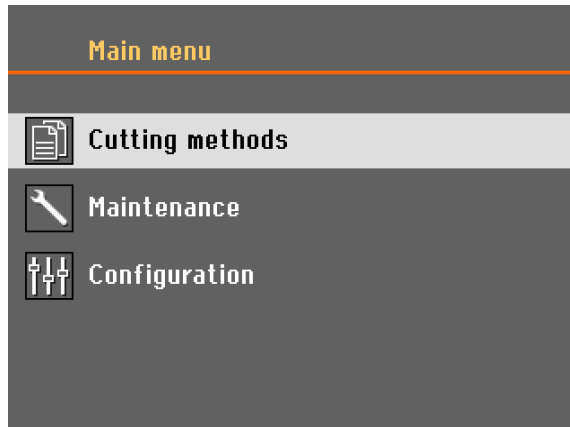 Main menu
Cutting methods
Maintenance
Configuration